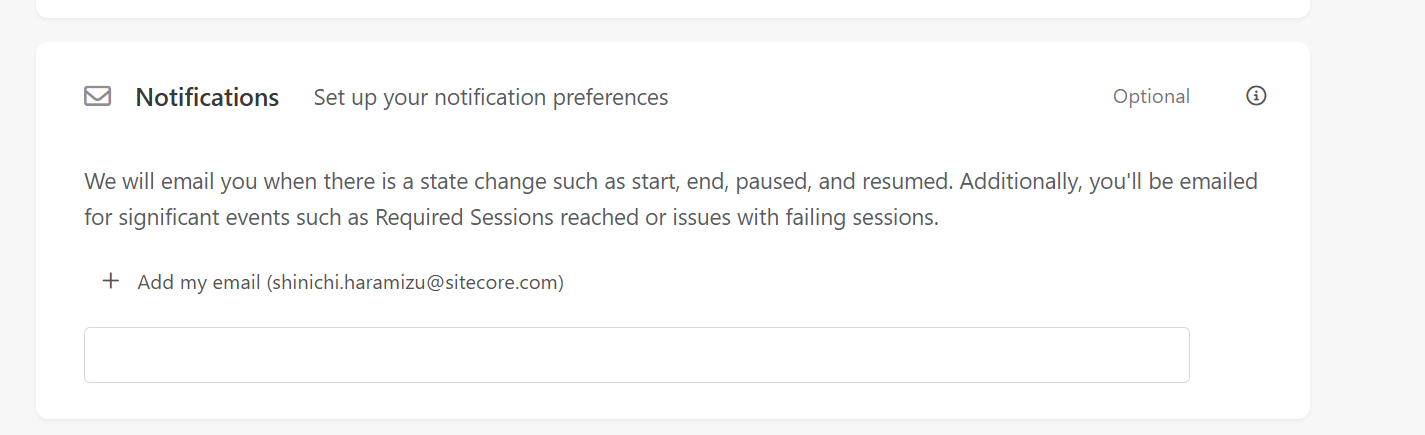 Notifications Set up your notification preferences Optional
We will email you when there is a state change such as start, end, paused, and resumed. Additionally, you'll be emailed
for significant events such as Required Sessions reached or issues with failing sessions.
+ Add my email (shinichi.haramizu@sitecore.com)